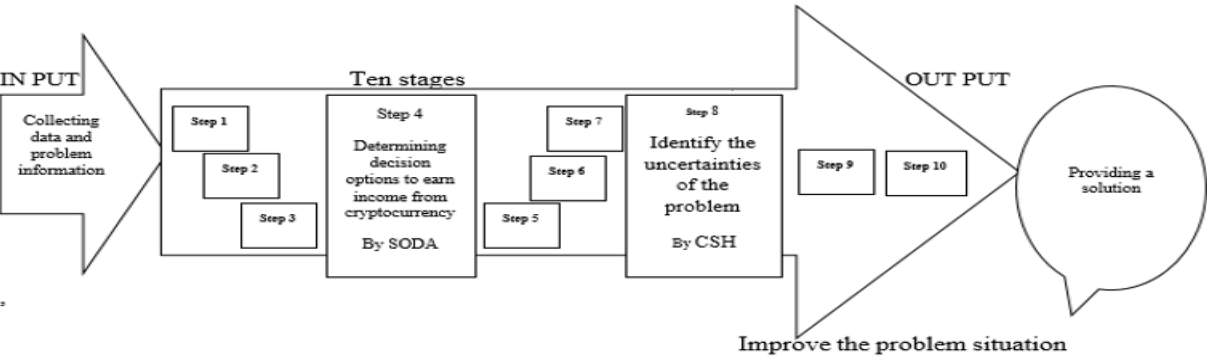 IN PUT
Collecting
data and
problem
information
Ten stages
Step 1
Step 2
Step 3
Step 4
Determining
decision
options to earn
income from
cryptocurrency
By SODA
Step 5
Step 6
Step 7
Step 8
Identify the
uncertainties
of the
problem
By CSH
Step 9
Step 10
OUT PUT
Providing a
solution
Improve the problem situation